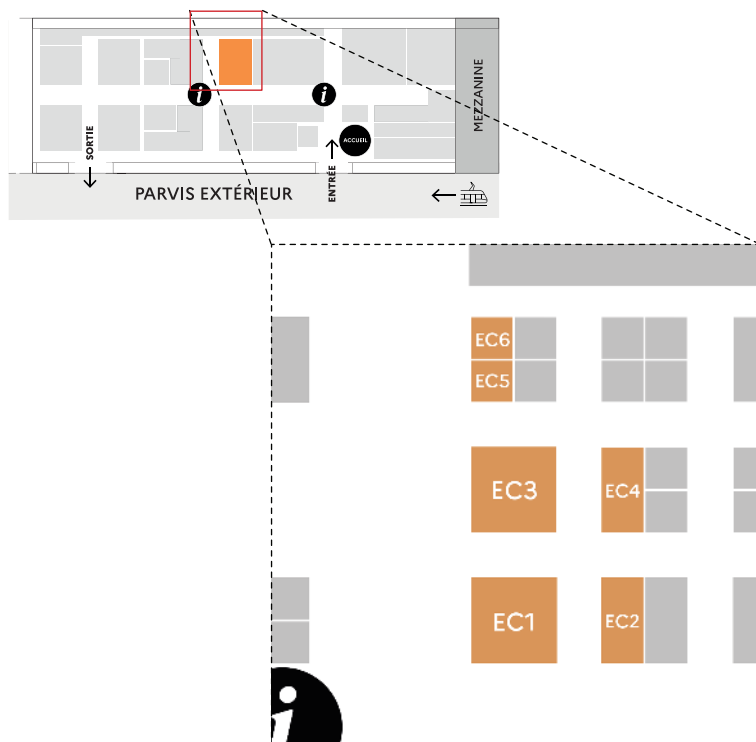 MEZZANINE
i
i
ACCUEIL
SORTIE
ENTRÉE
PARVIS EXTÉRIEUR
EC6
EC5
EC3
EC4
EC1
EC2
i